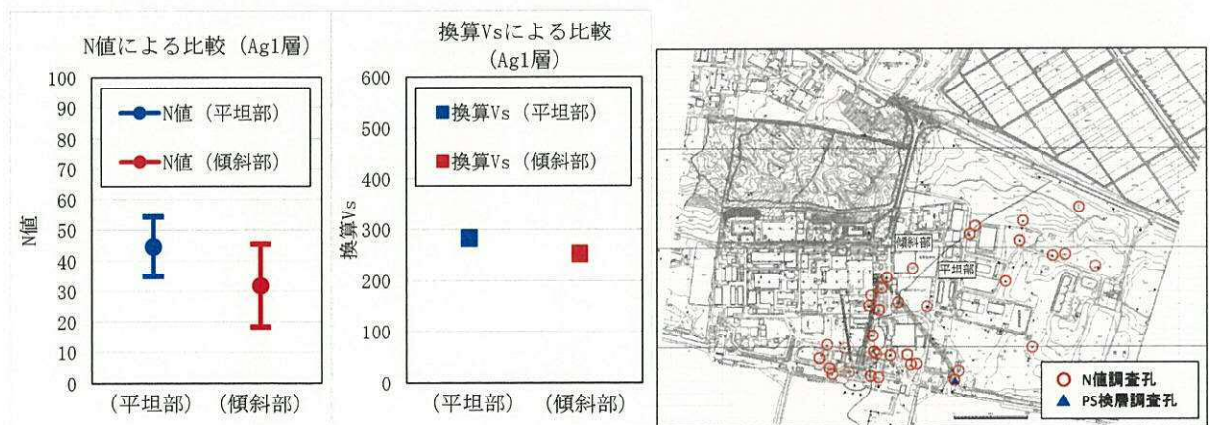 N値による比較 (Ag1層)
N値
100
90
80
70
60
50
40
30
20
10
0
N値 (平坦部)
N値 (傾斜部)
(平坦部)
(傾斜部)
換算Vsによる比較
(Ag1層)
換算Vs
600
500
400
300
200
100
0
換算Vs (平坦部)
換算Vs (傾斜部)
(平坦部)
(傾斜部)
傾斜部
平坦部
N値調査孔
PS検層調査孔